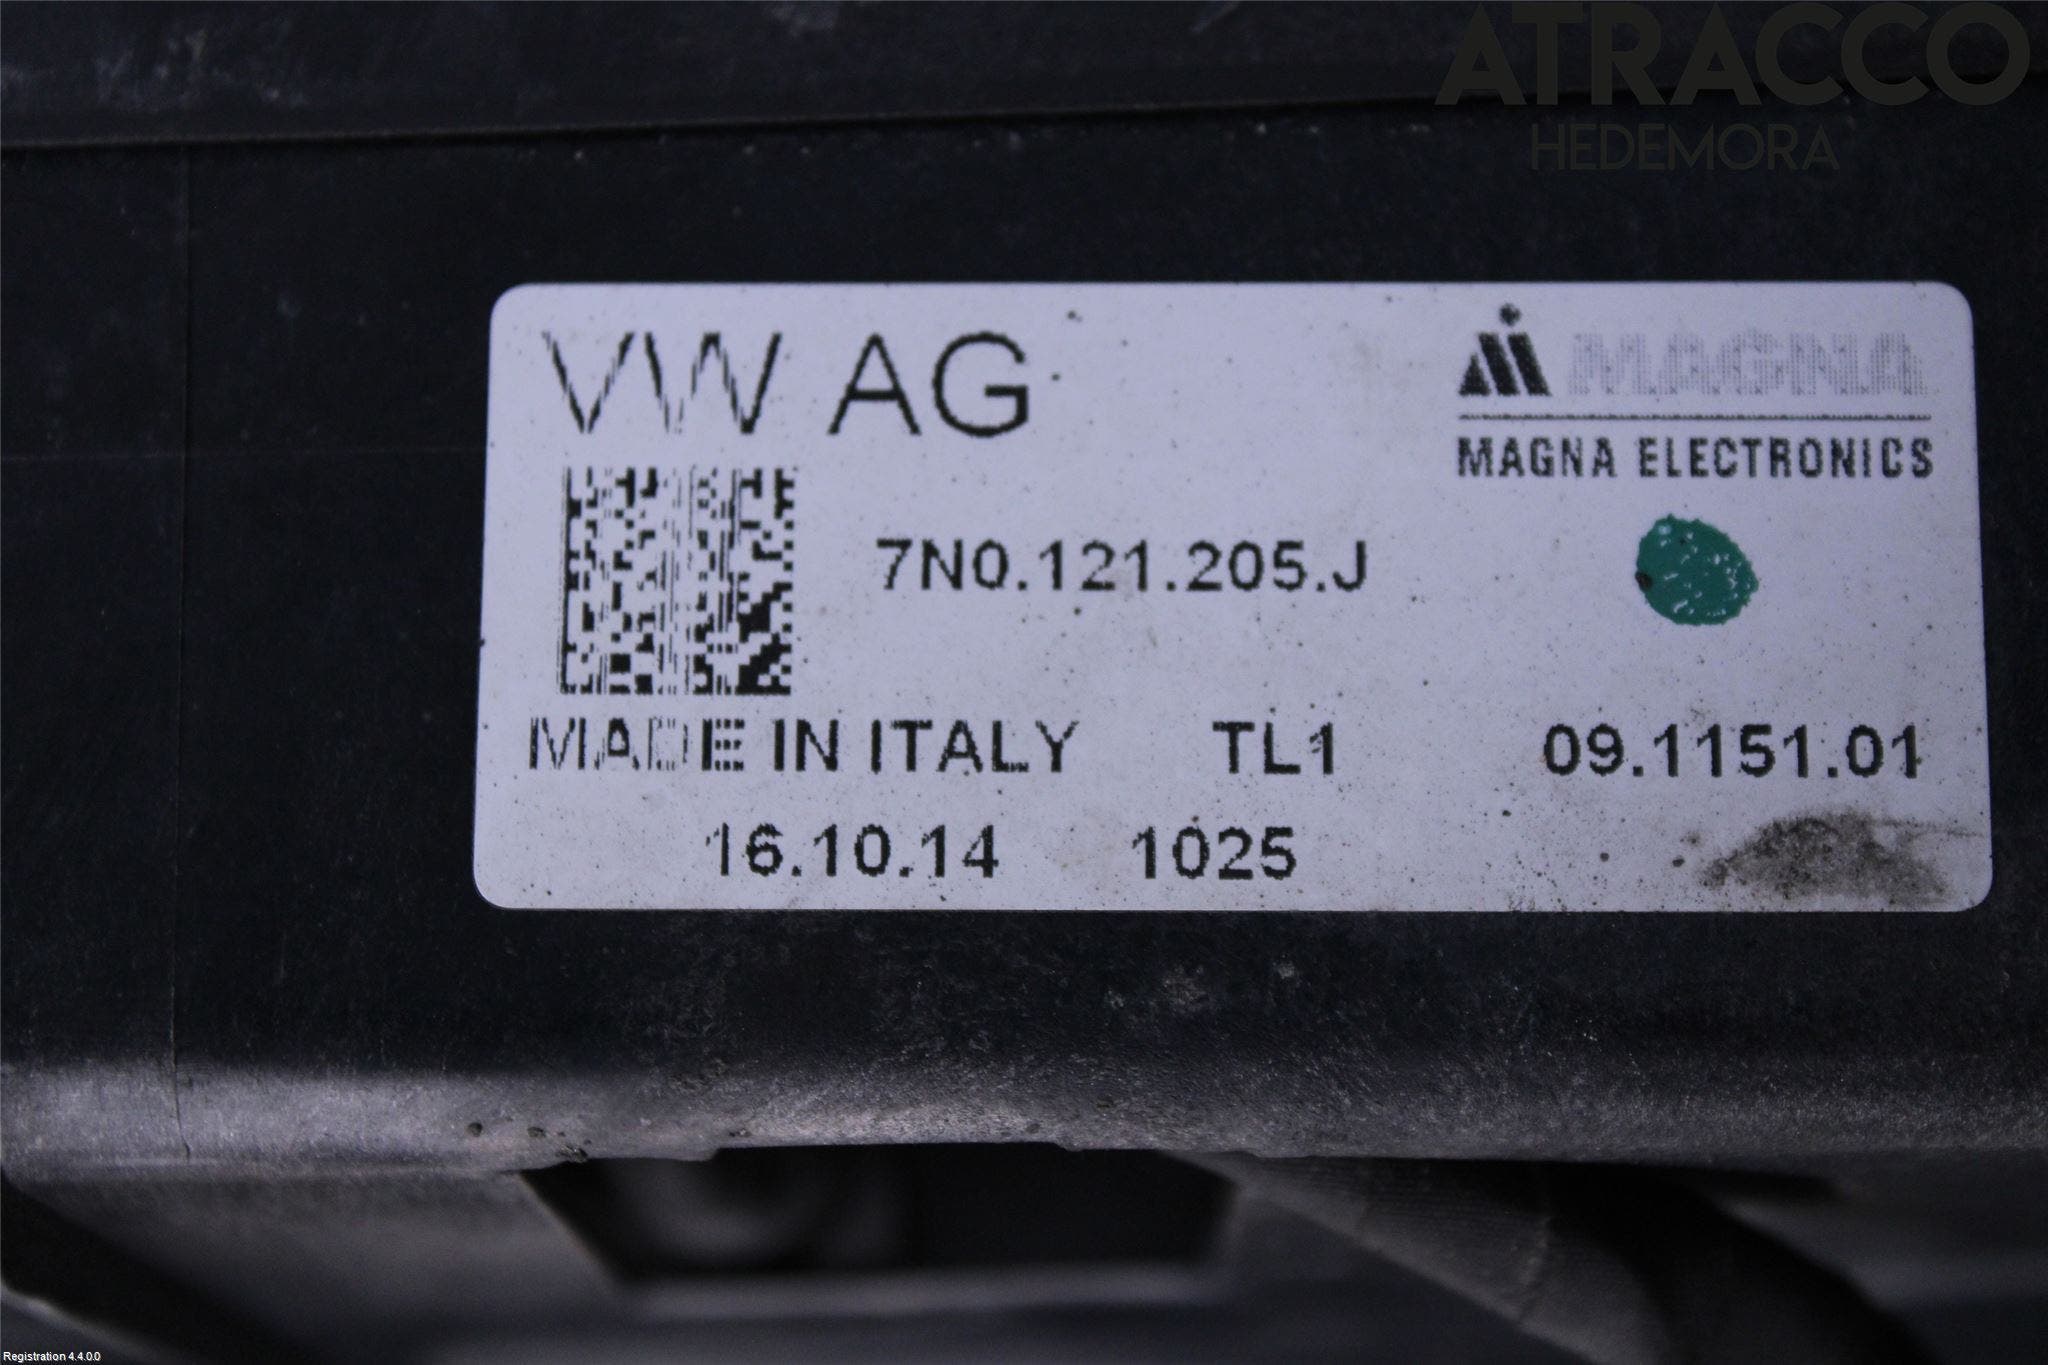 ATRACCO
HEDEMORA
VW AG
MAGNA
MAGNA ELECTRONICS
7N0.121.205.J
MADE IN ITALY TL1 09.1151.01
16.10.14 1025
Registration 4.4.0.0